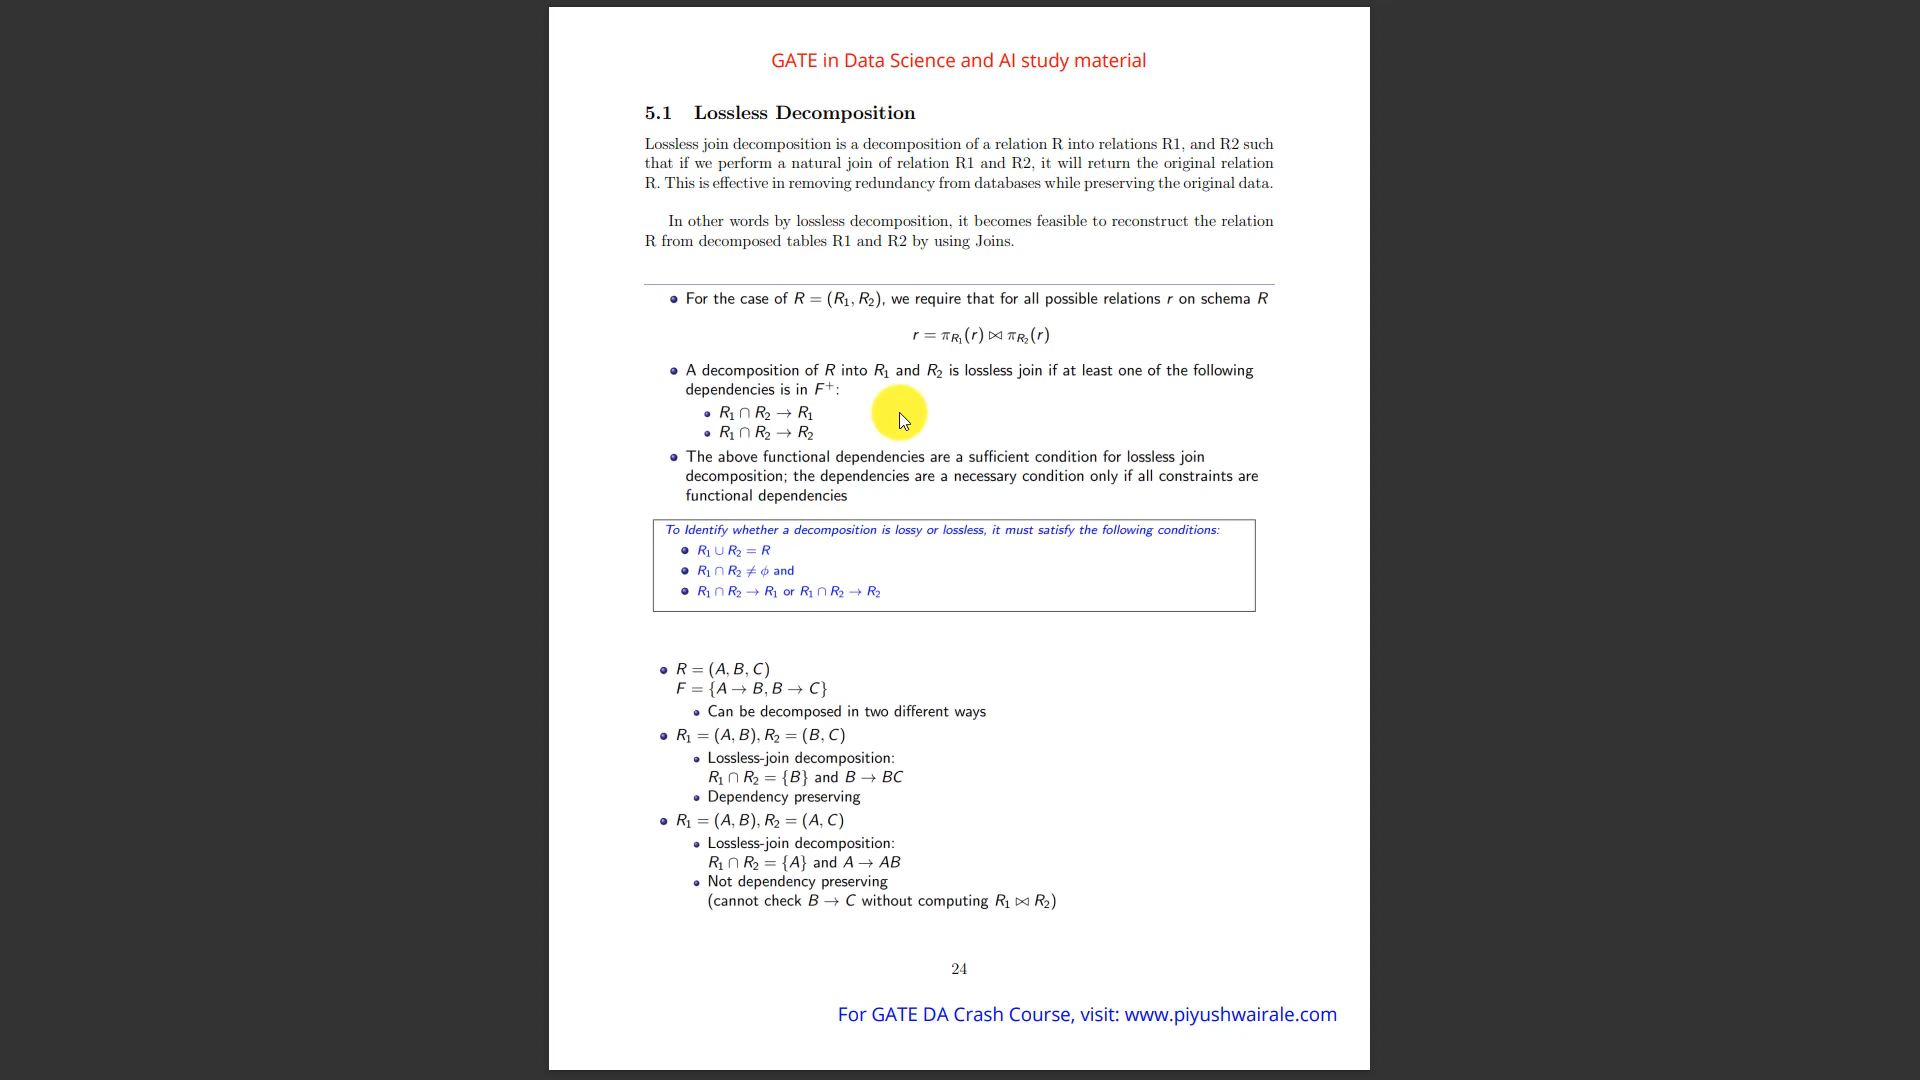 GATE in Data Science and AI study material
5.1 Lossless Decomposition
Lossless join decomposition is a decomposition of a relation R into relations R1, and R2 such
that if we perform a natural join of relation R1 and R2, it will return the original relation
R. This is effective in removing redundancy from databases while preserving the original data.
In other words by lossless decomposition, it becomes feasible to reconstruct the relation
R from decomposed tables R1 and R2 by using Joins.
• For the case of R = (R₁, R₂), we require that for all possible relations r on schema R
r = π_R₁(r) ⋈ π_R₂(r)
• A decomposition of R into R₁ and R₂ is lossless join if at least one of the following
dependencies is in F⁺:
• R₁ ∩ R₂ → R₁
• R₁ ∩ R₂ → R₂
• The above functional dependencies are a sufficient condition for lossless join
decomposition; the dependencies are a necessary condition only if all constraints are
functional dependencies
To Identify whether a decomposition is lossy or lossless, it must satisfy the following conditions:
• R₁ ∪ R₂ = R
• R₁ ∩ R₂ ≠ ϕ and
• R₁ ∩ R₂ → R₁ or R₁ ∩ R₂ → R₂
• R = (A, B, C)
F = {A → B, B → C}
• Can be decomposed in two different ways
• R₁ = (A, B), R₂ = (B, C)
• Lossless-join decomposition:
R₁ ∩ R₂ = {B} and B → BC
• Dependency preserving
• R₁ = (A, B), R₂ = (A, C)
• Lossless-join decomposition:
R₁ ∩ R₂ = {A} and A → AB
• Not dependency preserving
(cannot check B → C without computing R₁ ⋈ R₂)
24
For GATE DA Crash Course, visit: www.piyushwairale.com